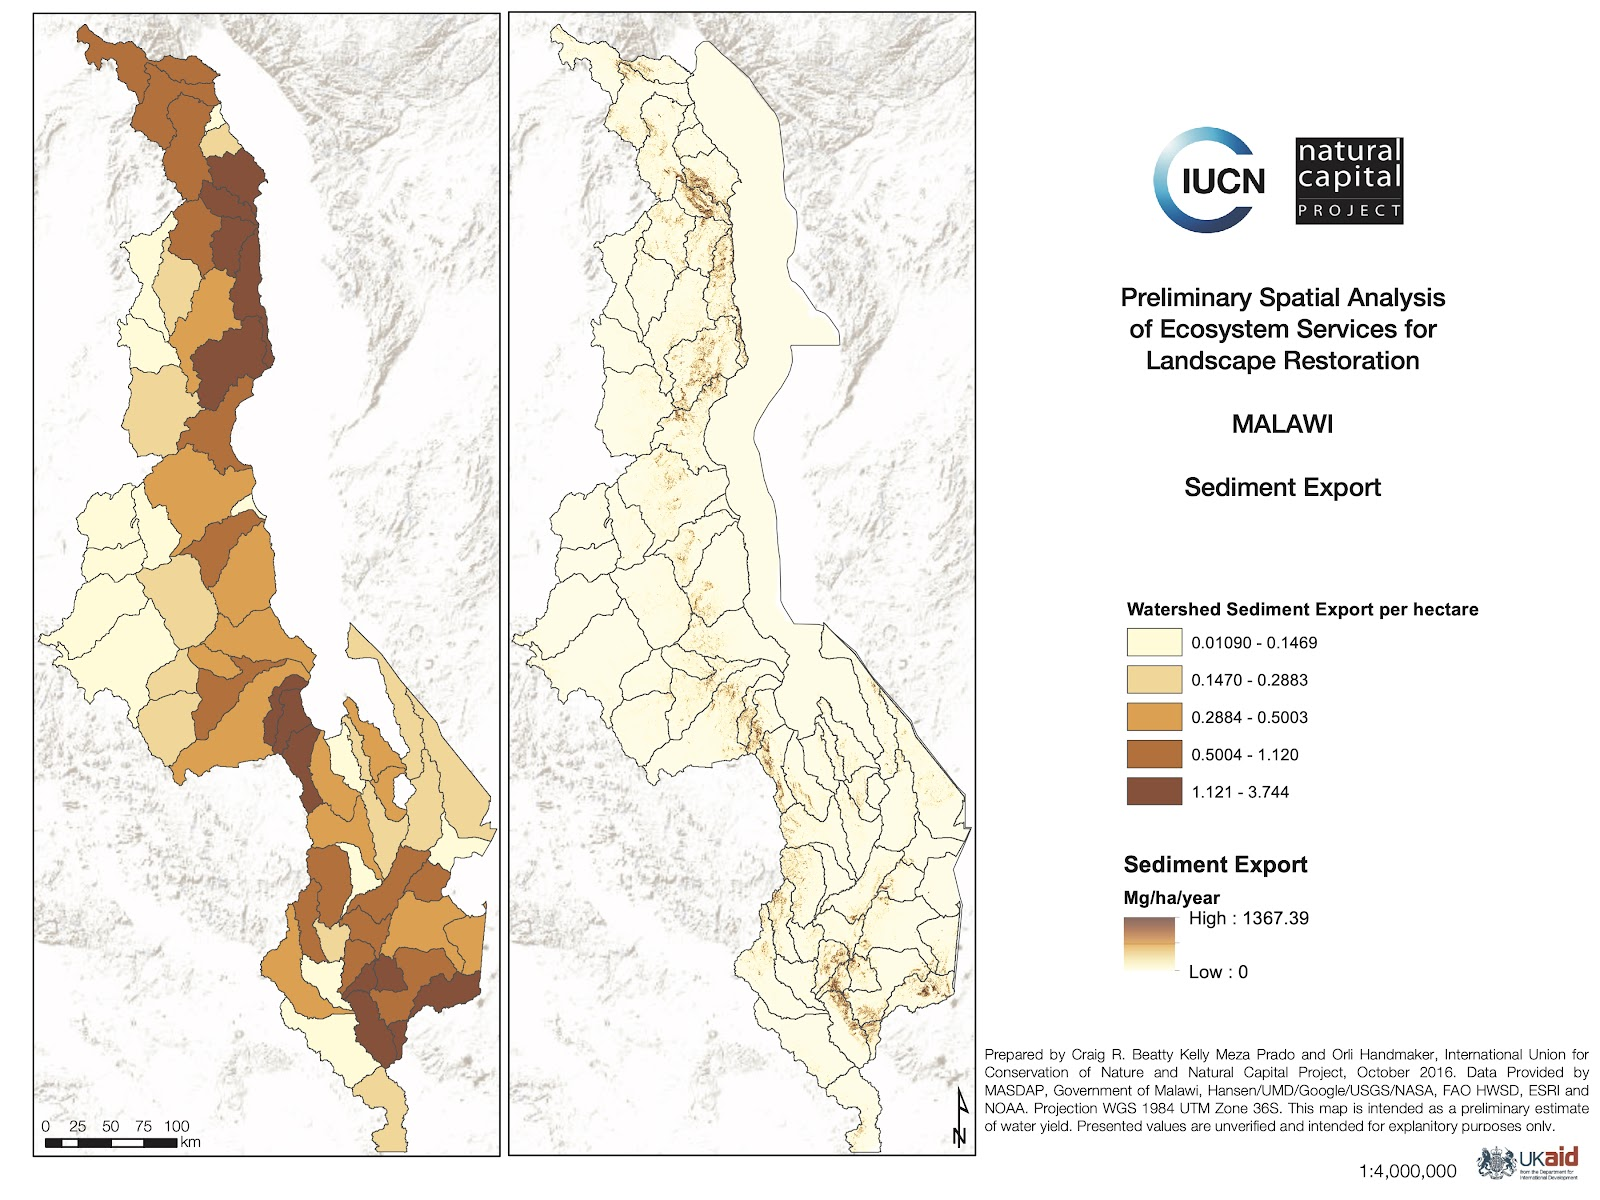 IUCN
natural
capital
PROJECT
Preliminary Spatial Analysis
of Ecosystem Services for
Landscape Restoration
MALAWI
Sediment Export
Watershed Sediment Export per hectare
0.01090 - 0.1469
0.1470 - 0.2883
0.2884 - 0.5003
0.5004 - 1.120
1.121 - 3.744
Sediment Export
Mg/ha/year
High : 1367.39
Low : 0
Prepared by Craig R. Beatty Kelly Meza Prado and Orli Handmaker, International Union for
Conservation of Nature and Natural Capital Project, October 2016. Data Provided by
MASDAP, Government of Malawi, Hansen/UMD/Google/USGS/NASA, FAO HWSD, ESRI and
NOAA. Projection WGS 1984 UTM Zone 36S. This map is intended as a preliminary estimate
of water yield. Presented values are unverified and intended for explanitory purposes only.
0 25 50 75 100
km
N
1:4,000,000
UKaid
from the Department for
International Development